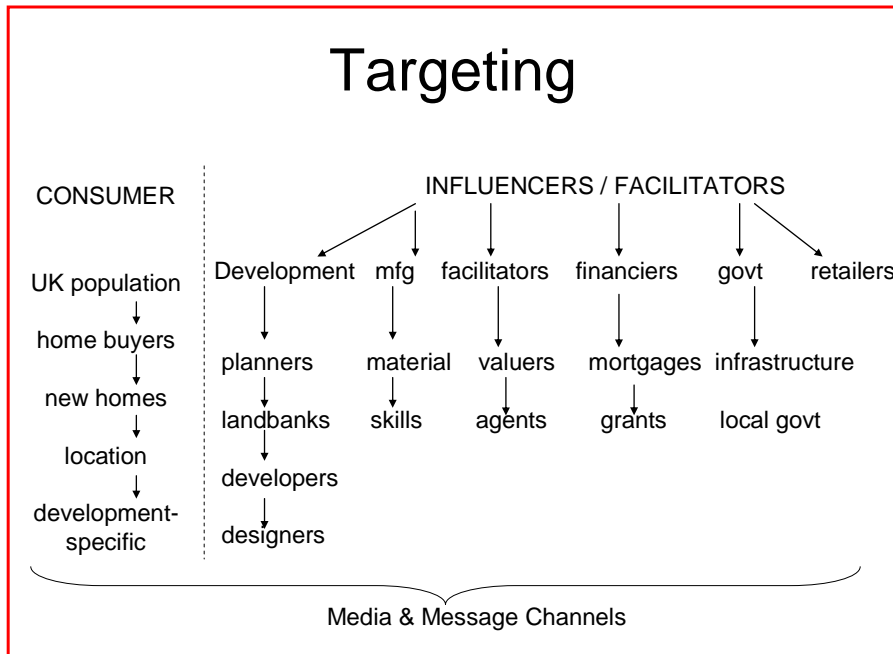 Targeting
CONSUMER
INFLUENCERS / FACILITATORS
UK population
home buyers
new homes
location
development-
specific
Development mfg facilitators financiers govt retailers
planners material valuers mortgages infrastructure
landbanks skills agents grants local govt
developers
designers
Media & Message Channels